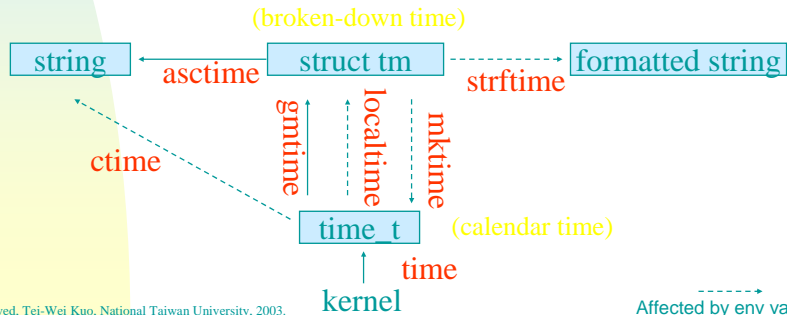 (broken-down time)
string
asctime
struct tm
strftime
formatted string
ctime
gmtime
localtime
mktime
time_t
(calendar time)
time
kernel
Tei-Wei Kuo, National Taiwan University, 2003.
Affected by env